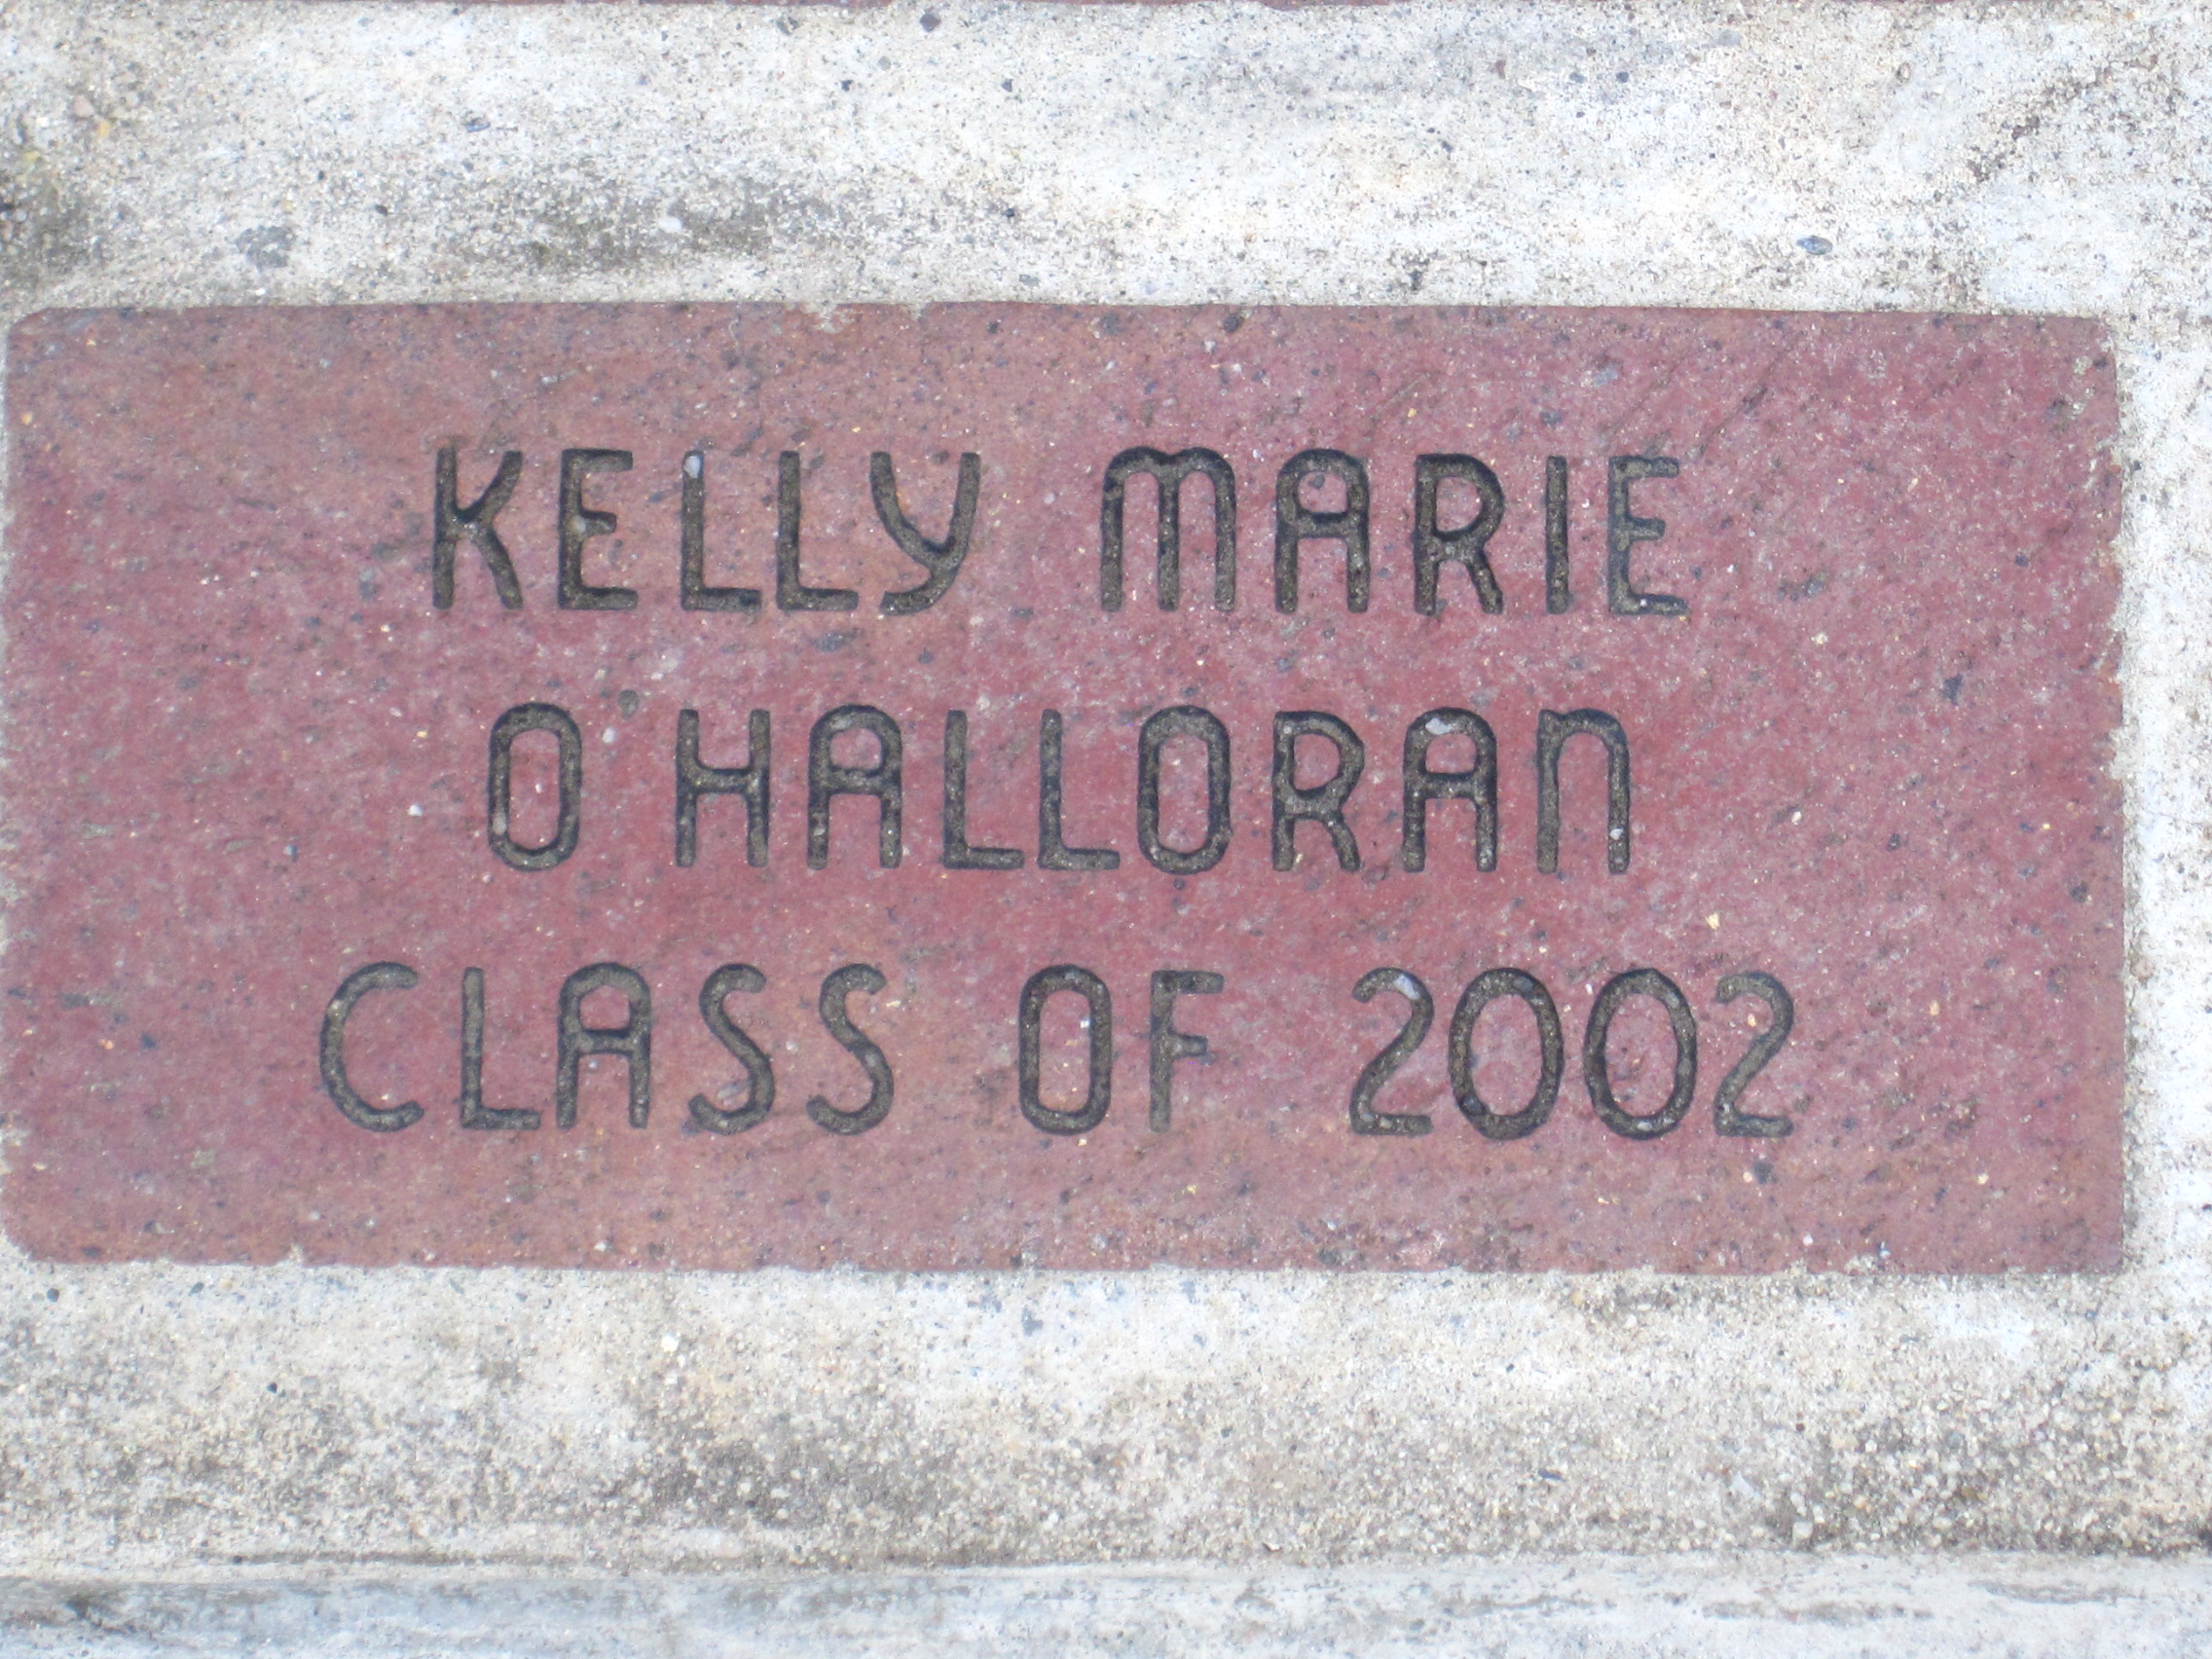 KELLY MARIE
O'HALLORAN
CLASS OF 2002